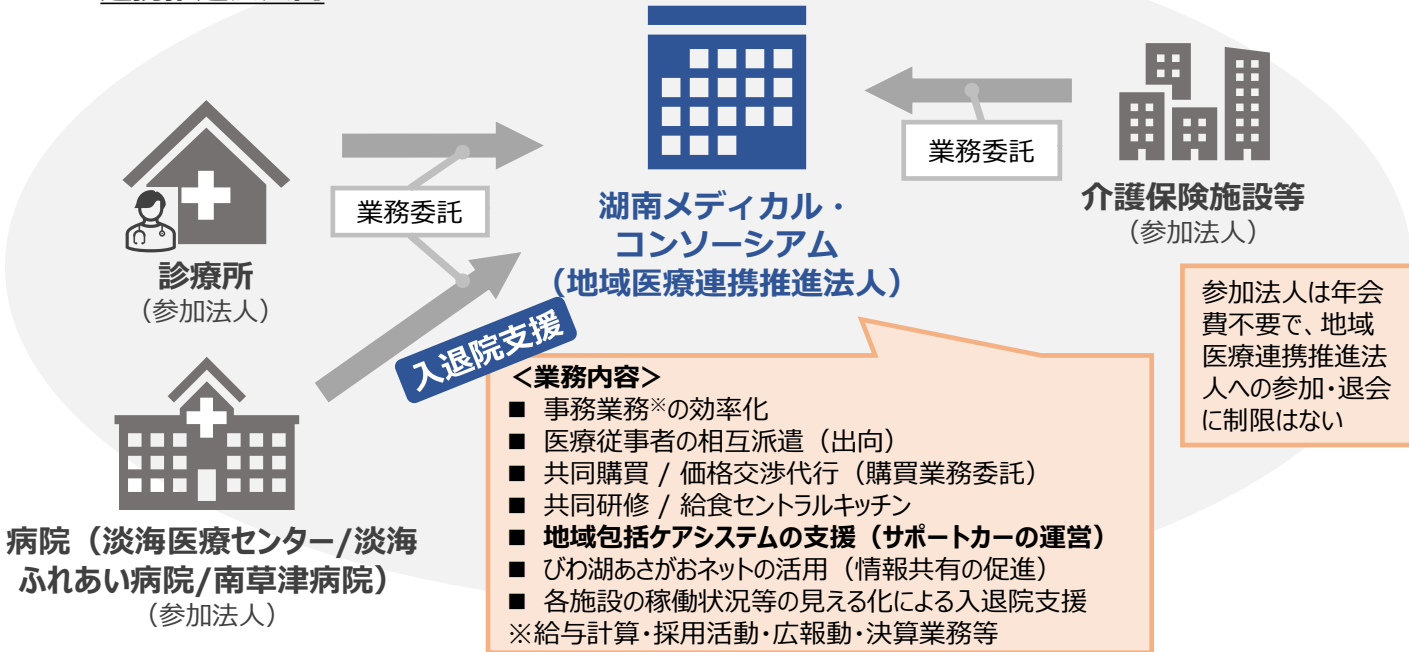 業務委託
業務委託
湖南メディカル・
コンソーシアム
（地域医療連携推進法人）
介護保険施設等
（参加法人）
診療所
（参加法人）
入退院支援
参加法人は年会
費不要で、地域
医療連携推進法
人への参加・退会
に制限はない
＜業務内容＞
■ 事務業務※の効率化
■ 医療従事者の相互派遣（出向）
■ 共同購買 / 価格交渉代行（購買業務委託）
■ 共同研修 / 給食セントラルキッチン
■ 地域包括ケアシステムの支援（サポートカーの運営）
■ びわ湖あさがおネットの活用（情報共有の促進）
■ 各施設の稼働状況等の見える化による入退院支援
※給与計算・採用活動・広報動・決算業務等
病院（淡海医療センター/淡海
ふれあい病院/南草津病院）
（参加法人）